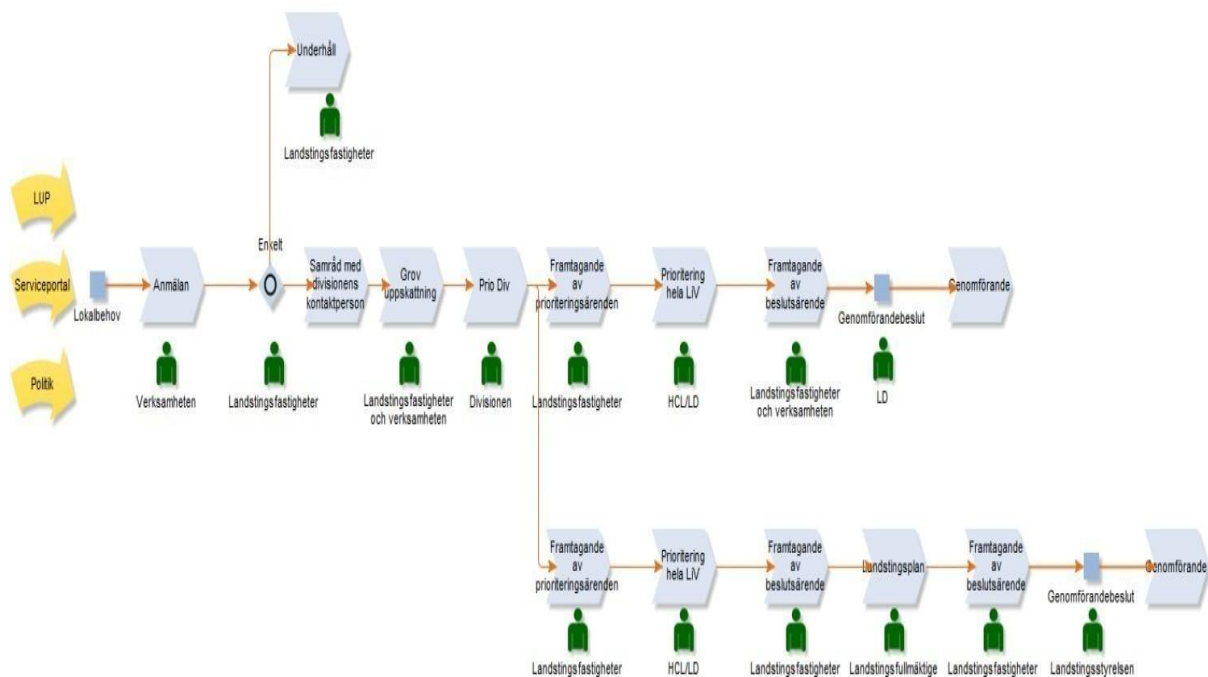 Underhåll
Landstingsfastigheter
LUP
Serviceportal
Politik
Lokalbehov
Anmälan
Verksamheten
Enkelt
Landstingsfastigheter
Samråd med
divisionens
kontaktperson
Grov
uppskattning
Landstingsfastigheter
och verksamheten
Prio Div
Divisionen
Framtagande
av
prioriteringsärenden
Landstingsfastigheter
Prioritering
hela LiV
HCL/LD
Framtagande
av
beslutsärende
Landstingsfastigheter
och verksamheten
Genomförandebeslut
LD
Genomförande
Framtagande
av
prioriteringsärenden
Landstingsfastigheter
Prioritering
hela LiV
HCL/LD
Framtagande
av
beslutsärende
Landstingsfastigheter
Landstingsplan
Landstingsfullmäktige
Framtagande
av
beslutsärende
Landstingsfastigheter
Genomförandebeslut
Landstingsstyrelsen
Genomförande